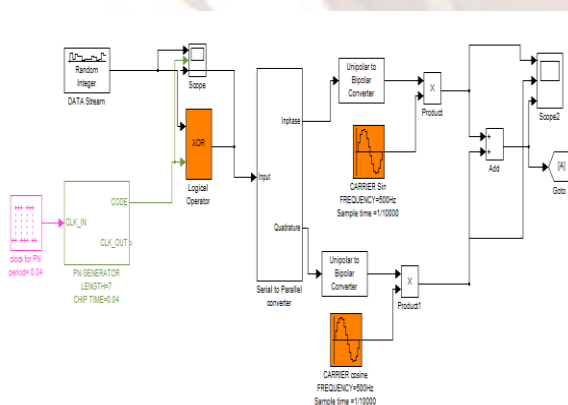 Random
Integer
DATA Stream
Scope
XOR
Logical
Operator
CLK_IN
CODE
CLK_OUT
clock for PN
period= 0.04
PN GENERATOR
LENGTH=7
CHIP TIME=0.04
Input
Inphase
Quadrature
Serial to Parallel
converter
Unipolar to
Bipolar
Converter
X
Product
CARRIER Sin
FREQUENCY=500Hz
Sample time =1/10000
Unipolar to
Bipolar
Converter
X
Product1
CARRIER cosine
FREQUENCY=500Hz
Sample time =1/10000
+
+
Add
Scope2
[A]
Goto